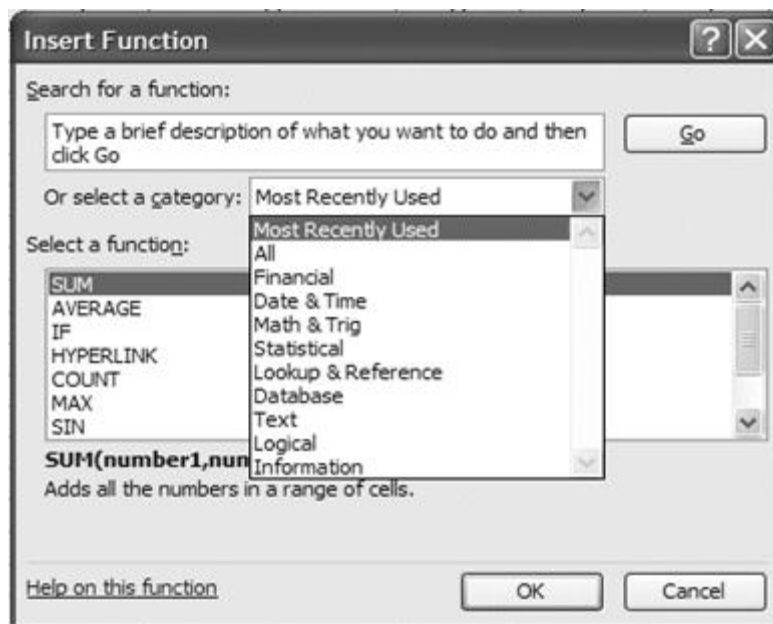 Insert Function
?
X
Search for a function:
Type a brief description of what you want to do and then
click Go
Go
Or select a category: Most Recently Used
Most Recently Used
All
Financial
Date & Time
Math & Trig
Statistical
Lookup & Reference
Database
Text
Logical
Information
Select a function:
SUM
AVERAGE
IF
HYPERLINK
COUNT
MAX
SIN
SUM(number1,num
Adds all the numbers in a range of cells.
Help on this function
OK
Cancel